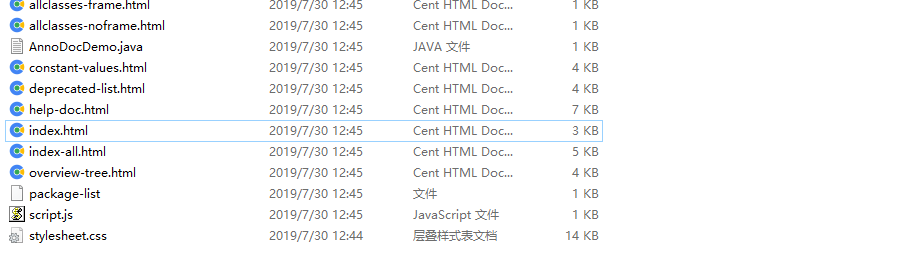 allclasses-frame.html 2019/7/30 12:45 Cent HTML Doc... 1 KB
allclasses-noframe.html 2019/7/30 12:45 Cent HTML Doc... 1 KB
AnnoDocDemo.java 2019/7/30 12:45 JAVA 文件 1 KB
constant-values.html 2019/7/30 12:45 Cent HTML Doc... 4 KB
deprecated-list.html 2019/7/30 12:45 Cent HTML Doc... 4 KB
help-doc.html 2019/7/30 12:45 Cent HTML Doc... 7 KB
index.html 2019/7/30 12:45 Cent HTML Doc... 3 KB
index-all.html 2019/7/30 12:45 Cent HTML Doc... 5 KB
overview-tree.html 2019/7/30 12:45 Cent HTML Doc... 4 KB
package-list 2019/7/30 12:45 文件 1 KB
script.js 2019/7/30 12:45 JavaScript 文件 1 KB
stylesheet.css 2019/7/30 12:44 层叠样式表文档 14 KB